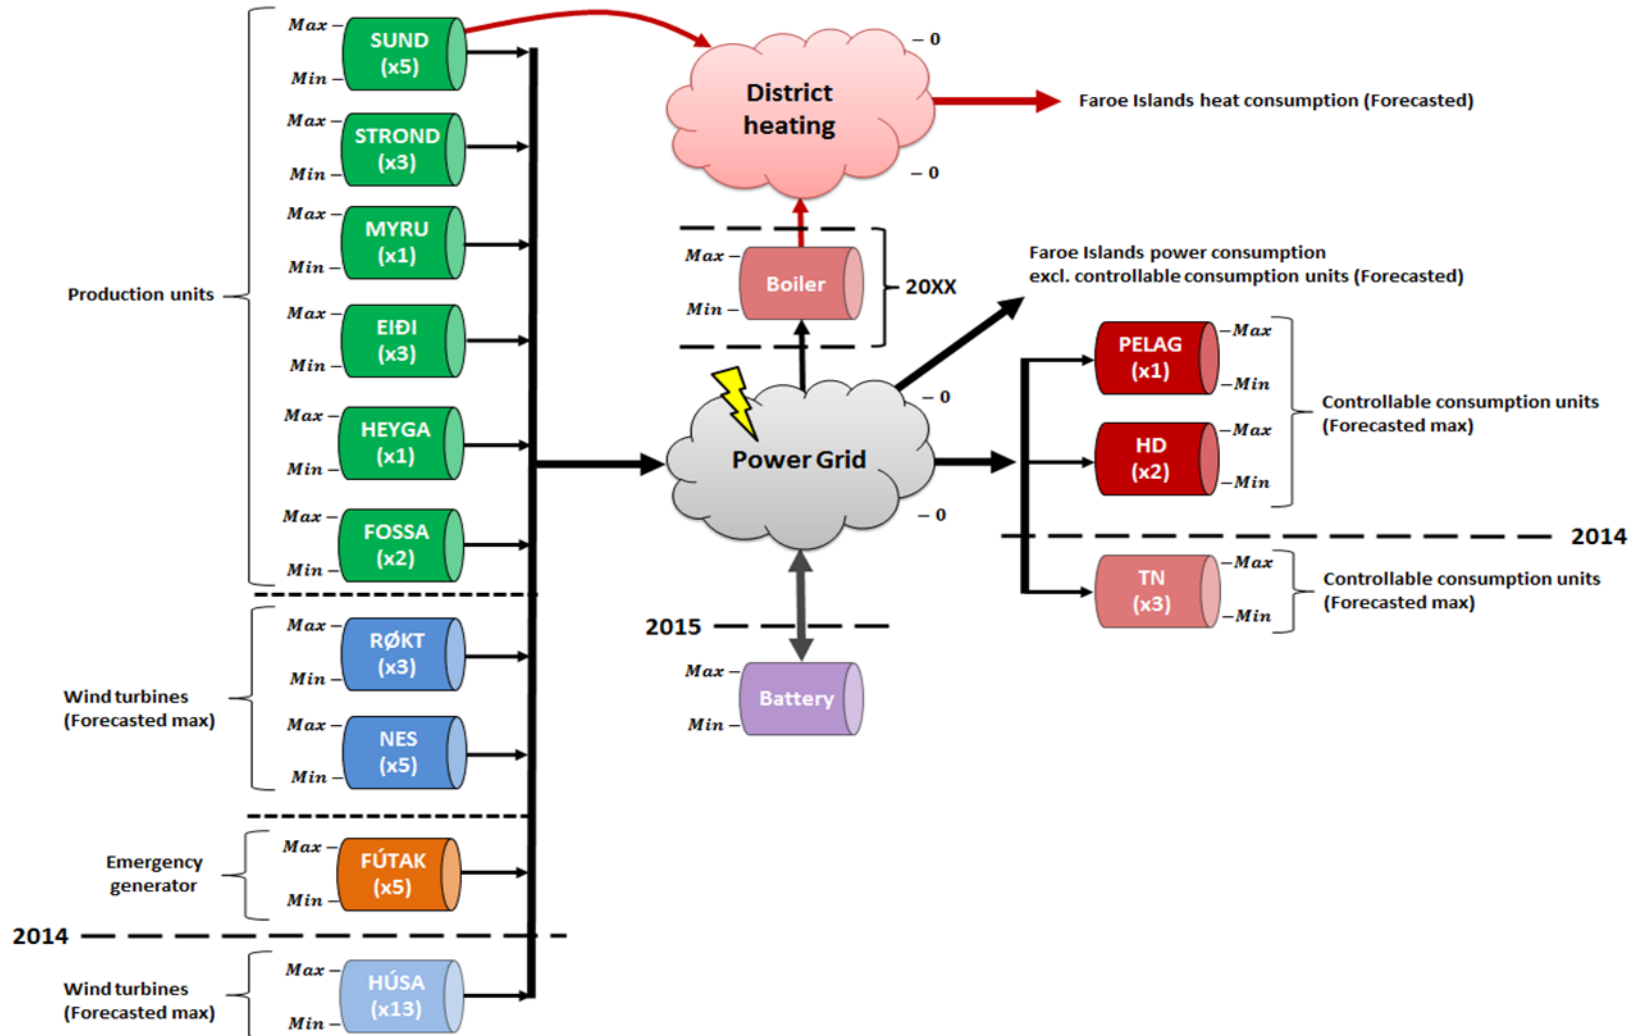 Max –
SUND
(x5)
Min –
Max –
STROND
(x3)
Min –
Max –
MYRU
(x1)
Min –
Production units
Max –
EIÐI
(x3)
Min –
Max –
HEYGA
(x1)
Min –
Max –
FOSSA
(x2)
Min –
Max –
RØKT
(x3)
Min –
Wind turbines
(Forecasted max)
Max –
NES
(x5)
Min –
Max –
FÚTAK
(x5)
Min –
Emergency
generator
2014
Max –
HÚSA
(x13)
Min –
Wind turbines
(Forecasted max)
District
heating
– 0
– 0
Faroe Islands heat consumption (Forecasted)
Max –
Boiler
Min –
20XX
Faroe Islands power consumption
excl. controllable consumption units (Forecasted)
Power Grid
– 0
– 0
2015
Max –
Battery
Min –
PELAG
(x1)
–Max
–Min
HD
(x2)
–Max
–Min
Controllable consumption units
(Forecasted max)
2014
TN
(x3)
–Max
–Min
Controllable consumption units
(Forecasted max)